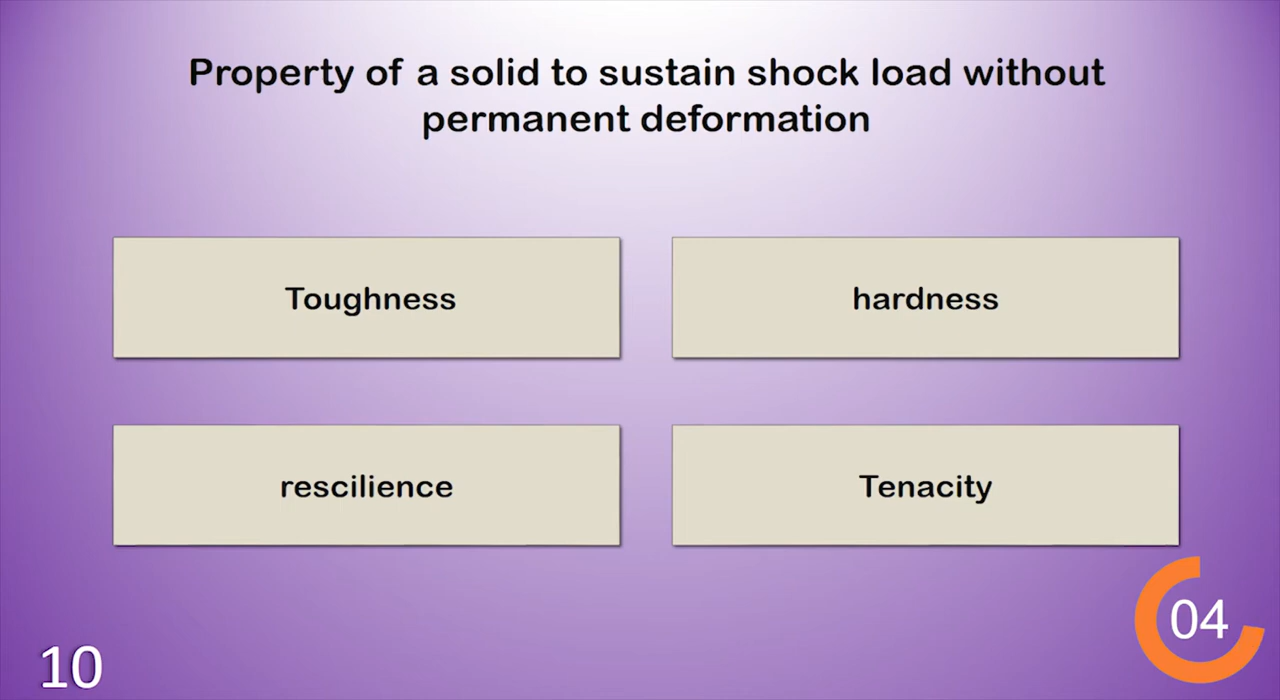 Property of a solid to sustain shock load without
permanent deformation
Toughness
hardness
rescilience
Tenacity
04
10